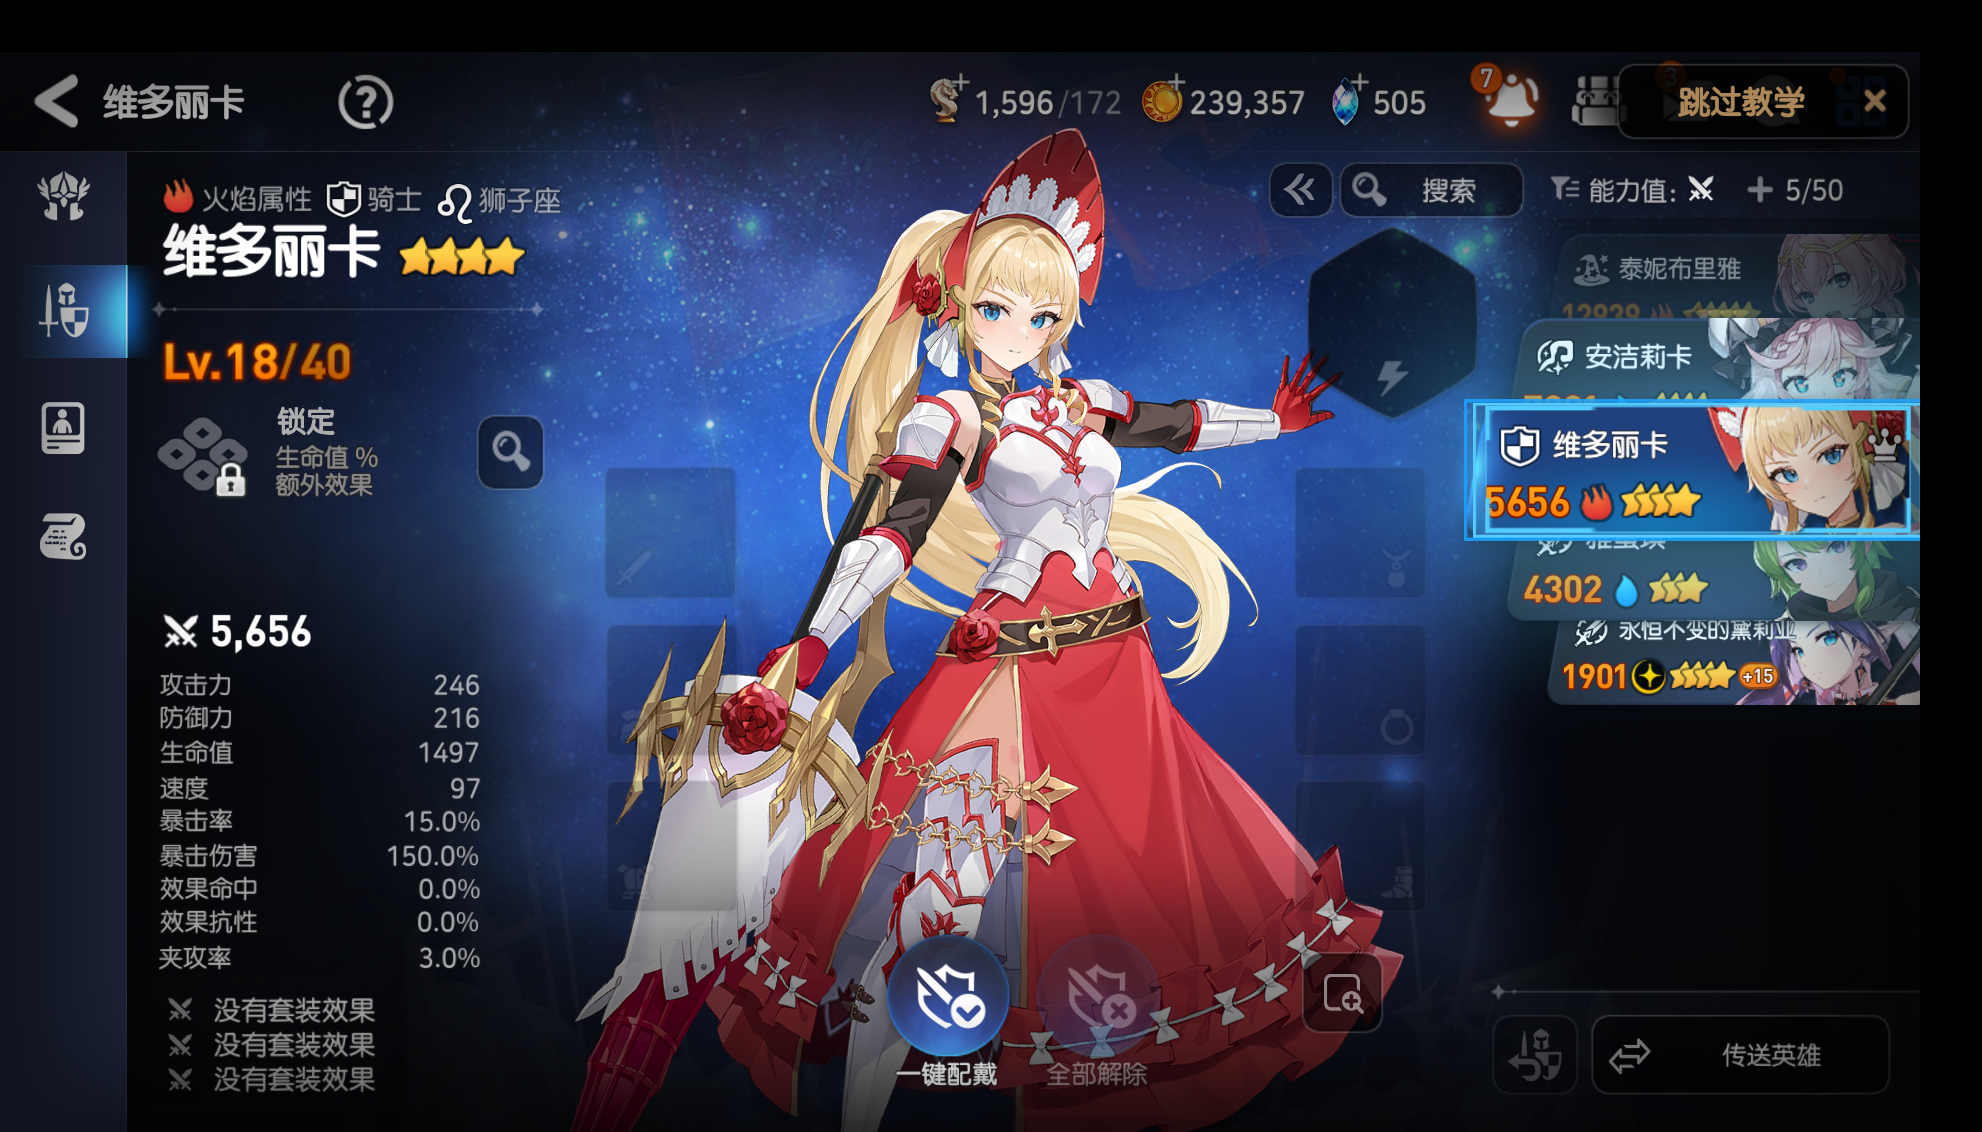 维多丽卡
1,596/172
239,357
505
7
3
跳过教学
火焰属性 骑士 狮子座
维多丽卡
Lv.18/40
锁定
生命值 %
额外效果
5,656
攻击力 246
防御力 216
生命值 1497
速度 97
暴击率 15.0%
暴击伤害 150.0%
效果命中 0.0%
效果抗性 0.0%
夹攻率 3.0%
没有套装效果
没有套装效果
没有套装效果
一键配戴
全部解除
搜索
能力值:
5/50
泰妮布里雅
安洁莉卡
维多丽卡
5656
4302
永恒不变的黛莉亚
1901
+15
传送英雄